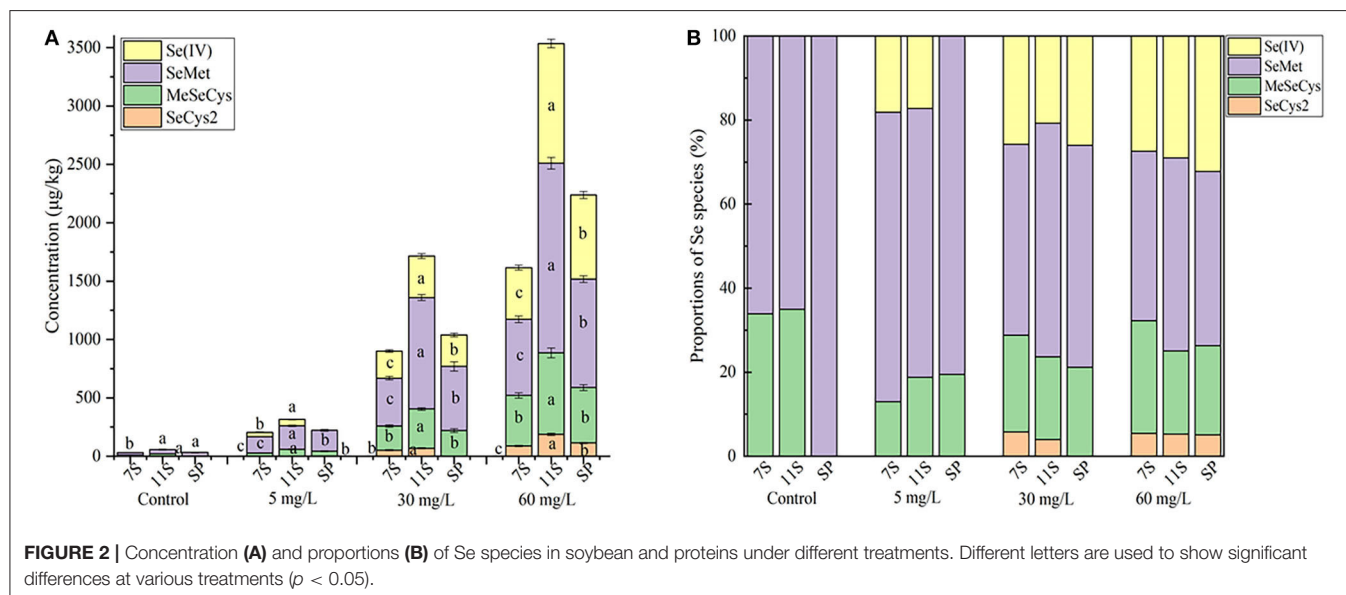 A
B
3500
3000
2500
2000
1500
1000
500
0
Concentration (µg/kg)
Se(IV)
SeMet
MeSeCys
SeCys2
b a a
a
b
c a b b
a
c
b
c a b
b a b
b a
a
b
c
a
c b
b a b
c a b
7S 11S SP 7S 11S SP 7S 11S SP 7S 11S SP
Control 5 mg/L 30 mg/L 60 mg/L
100
80
60
40
20
0
Proportions of Se species (%)
Se(IV)
SeMet
MeSeCys
SeCys2
7S 11S SP 7S 11S SP 7S 11S SP 7S 11S SP
Control 5 mg/L 30 mg/L 60 mg/L
FIGURE 2 | Concentration (A) and proportions (B) of Se species in soybean and proteins under different treatments. Different letters are used to show significant
differences at various treatments (p < 0.05).